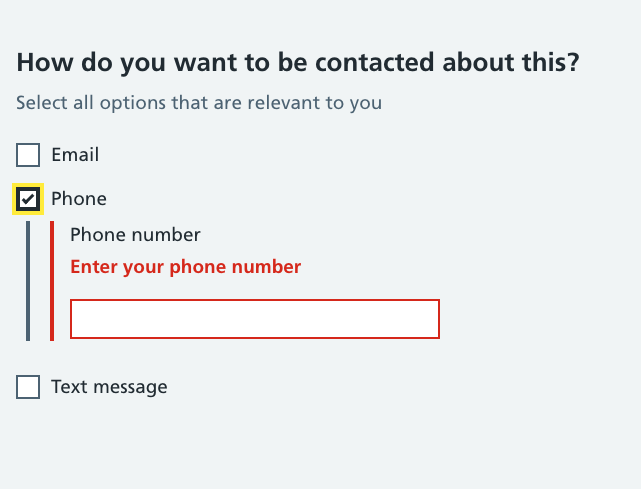 How do you want to be contacted about this?
Select all options that are relevant to you
Email
Phone
Phone number
Enter your phone number
Text message